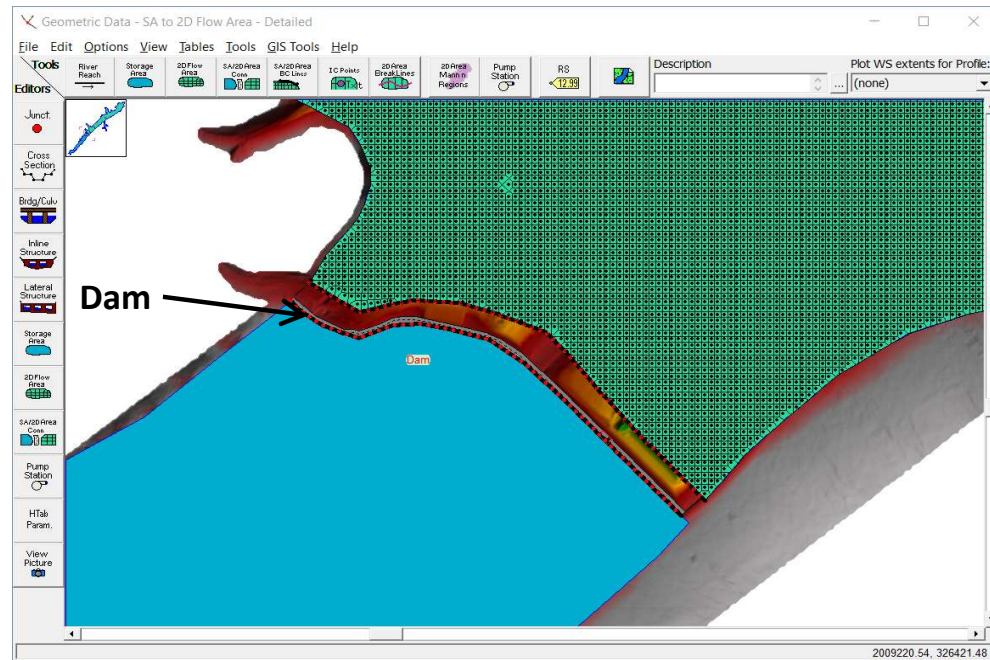 Geometric Data - SA to 2D Flow Area - Detailed
File Edit Options View Tables Tools GIS Tools Help
Tools
Editors
River
Reach
Storage
Area
2D Flow
Area
SA/2D Area
Conn
SA/2D Area
BC Lines
IC Points
2D Area
BreakLines
2D Area
Mann n
Regions
Pump
Station
RS
12.99
Description
...
Plot WS extents for Profile:
(none)
Junct.
Cross
Section
Brdg/Culv
Inline
Structure
Lateral
Structure
Storage
Area
2D Flow
Area
SA/2D Area
Conn
Pump
Station
HTab
Param.
View
Picture
Dam
Dam
2009220.54, 326421.48